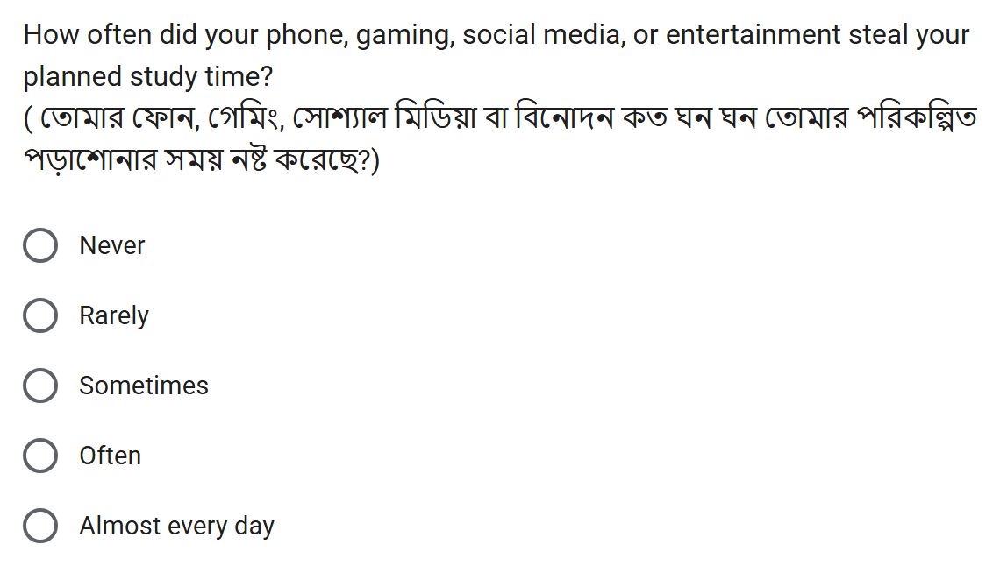 How often did your phone, gaming, social media, or entertainment steal your
planned study time?
( তোমার ফোন, গেমিং, সোশ্যাল মিডিয়া বা বিনোদন কত ঘন ঘন তোমার পরিকল্পিত
পড়াশোনার সময় নষ্ট করেছে?)
Never
Rarely
Sometimes
Often
Almost every day